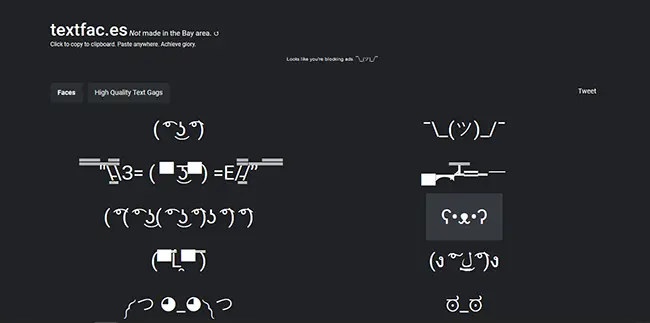 textfac.es Not made in the Bay area. ↺
Click to copy to clipboard. Paste anywhere. Achieve glory.
Looks like you're blocking ads ¯\_(ツ)_/¯
Faces High Quality Text Gags Tweet
( ͡° ͜ʖ ͡°) ¯\_(ツ)_/¯
̿̿ ̿̿ ̿̿ ̿'̿'\̵͇̿̿\з= ( ▀ ͜͞ʖ▀) =ε/̵͇̿̿/’̿’̿ ̿ ̿̿ ̿̿ ̿̿ ▄︻̷̿┻̿═━一
( ͡°( ͡° ͜ʖ( ͡° ͜ʖ ͡°)ʖ ͡°) ͡°) ʕ•ᴥ•ʔ
(▀̿Ĺ̯▀̿ ̿) (ง ͠° ͟ل͜ ͡°)ง
༼ つ ◕_◕ ༽つ ಠ_ಠ